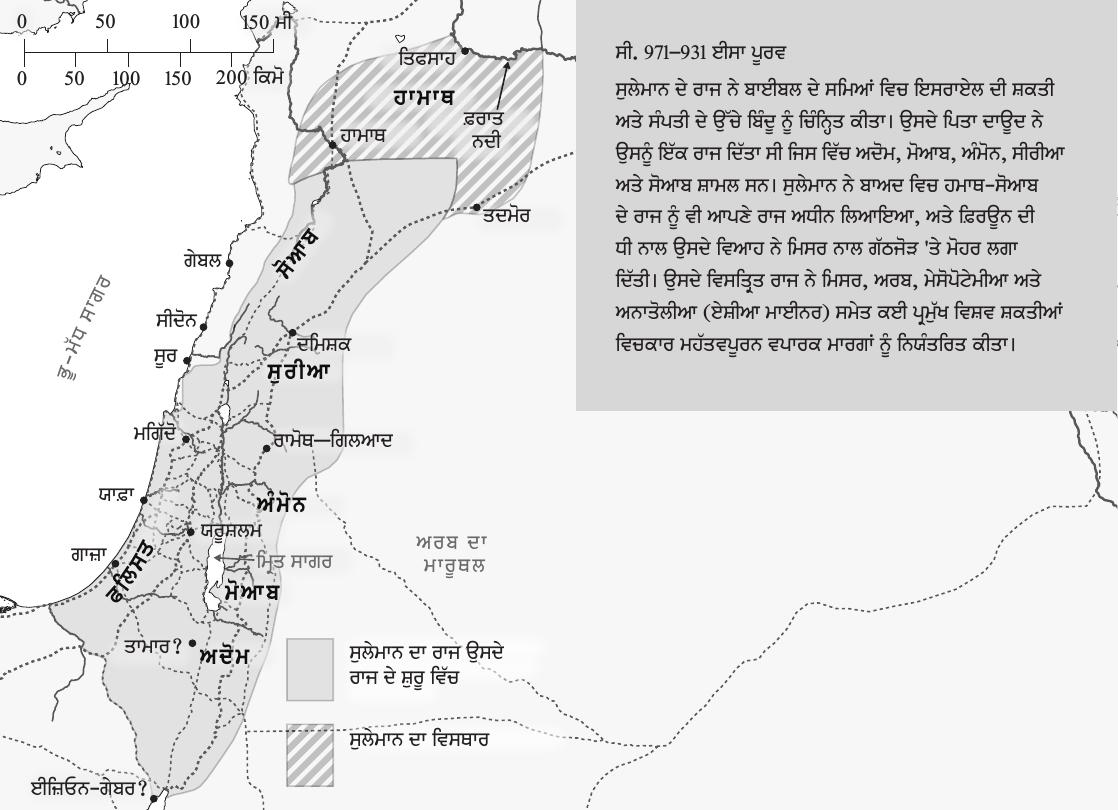 0 50 100 150 ਮੀ
0 50 100 150 200 ਕਿਮੋ
ਸੀ. 971–931 ਈਸਾ ਪੂਰਵ
ਸੁਲੇਮਾਨ ਦੇ ਰਾਜ ਨੇ ਬਾਈਬਲ ਦੇ ਸਮਿਆਂ ਵਿਚ ਇਸਰਾਏਲ ਦੀ ਸ਼ਕਤੀ
ਅਤੇ ਸੰਪਤੀ ਦੇ ਉੱਚੇ ਬਿੰਦੂ ਨੂੰ ਚਿੰਨ੍ਹਿਤ ਕੀਤਾ। ਉਸਦੇ ਪਿਤਾ ਦਾਊਦ ਨੇ
ਉਸਨੂੰ ਇੱਕ ਰਾਜ ਦਿੱਤਾ ਸੀ ਜਿਸ ਵਿੱਚ ਅਦੋਮ, ਮੋਆਬ, ਅੰਮੋਨ, ਸੀਰੀਆ
ਅਤੇ ਸੋਆਬ ਸ਼ਾਮਲ ਸਨ। ਸੁਲੇਮਾਨ ਨੇ ਬਾਅਦ ਵਿਚ ਹਮਾਥ-ਸੋਆਬ
ਦੇ ਰਾਜ ਨੂੰ ਵੀ ਆਪਣੇ ਰਾਜ ਅਧੀਨ ਲਿਆਇਆ, ਅਤੇ ਫ਼ਿਰਊਨ ਦੀ
ਧੀ ਨਾਲ ਉਸਦੇ ਵਿਆਹ ਨੇ ਮਿਸਰ ਨਾਲ ਗੱਠਜੋੜ 'ਤੇ ਮੋਹਰ ਲਗਾ
ਦਿੱਤੀ। ਉਸਦੇ ਵਿਸਤ੍ਰਿਤ ਰਾਜ ਨੇ ਮਿਸਰ, ਅਰਬ, ਮੇਸੋਪੋਟੇਮੀਆ ਅਤੇ
ਅਨਾਤੋਲੀਆ (ਏਸ਼ੀਆ ਮਾਈਨਰ) ਸਮੇਤ ਕਈ ਪ੍ਰਮੁੱਖ ਵਿਸ਼ਵ ਸ਼ਕਤੀਆਂ
ਵਿਚਕਾਰ ਮਹੱਤਵਪੂਰਨ ਵਪਾਰਕ ਮਾਰਗਾਂ ਨੂੰ ਨਿਯੰਤਰਿਤ ਕੀਤਾ।
ਤਿਫਸਾਹ
ਹਾਮਾਥ
ਫ਼ਰਾਤ
ਨਦੀ
ਹਾਮਾਥ
ਤਦਮੋਰ
ਸੋਆਬ
ਗੇਬਲ
ਭੂ-ਮੱਧ ਸਾਗਰ
ਸੀਦੋਨ
ਦਮਿਸ਼ਕ
ਸੂਰ
ਸੁਰੀਆ
ਮਗਿੱਦੋ
ਰਾਮੋਥ—ਗਿਲਆਦ
ਯਾਫ਼ਾ
ਅੰਮੋਨ
ਯਰੂਸ਼ਲਮ
ਅਰਬ ਦਾ
ਮਾਰੂਥਲ
ਗਾਜ਼ਾ
ਫਲਿਸਤ
ਮ੍ਰਿਤ ਸਾਗਰ
ਮੋਆਬ
ਤਾਮਾਰ?
ਅਦੋਮ
ਸੁਲੇਮਾਨ ਦਾ ਰਾਜ ਉਸਦੇ
ਰਾਜ ਦੇ ਸ਼ੁਰੂ ਵਿੱਚ
ਸੁਲੇਮਾਨ ਦਾ ਵਿਸਥਾਰ
ਈਜ਼ਿਓਨ-ਗੇਬਰ?